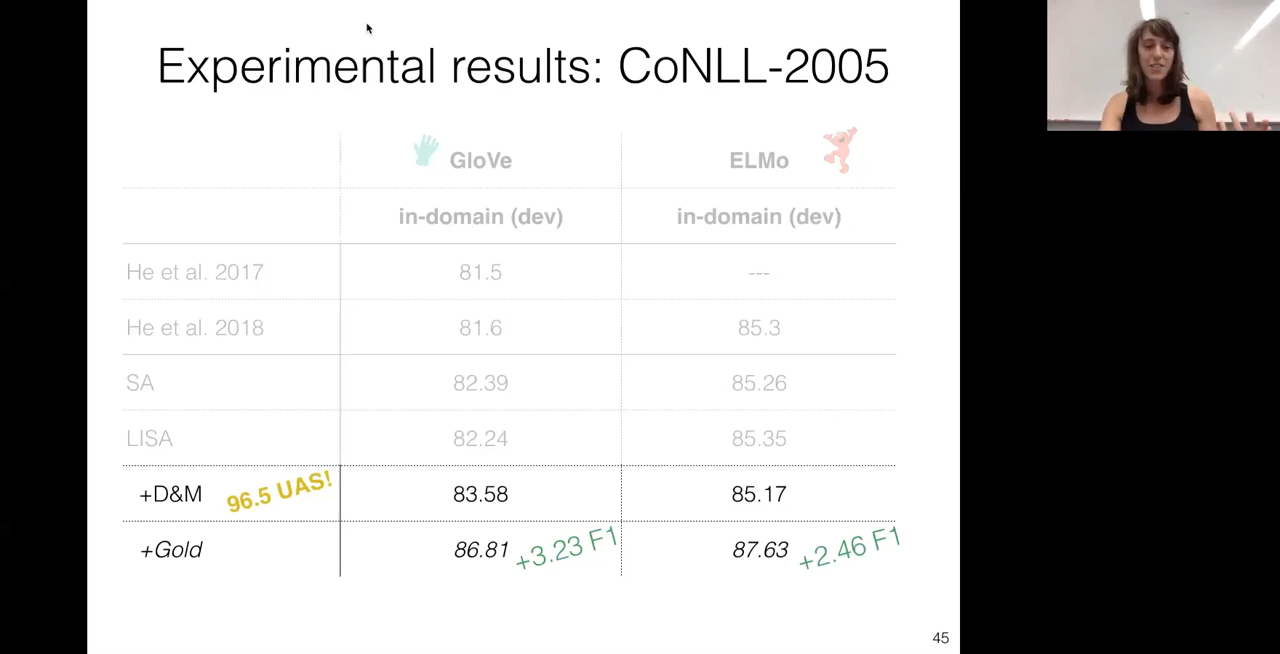 Experimental results: CoNLL-2005
GloVe ELMo
in-domain (dev) in-domain (dev)
He et al. 2017 81.5 ---
He et al. 2018 81.6 85.3
SA 82.39 85.26
LISA 82.24 85.35
+D&M 96.5 UAS! 83.58 85.17
+Gold 86.81 +3.23 F1 87.63 +2.46 F1
45